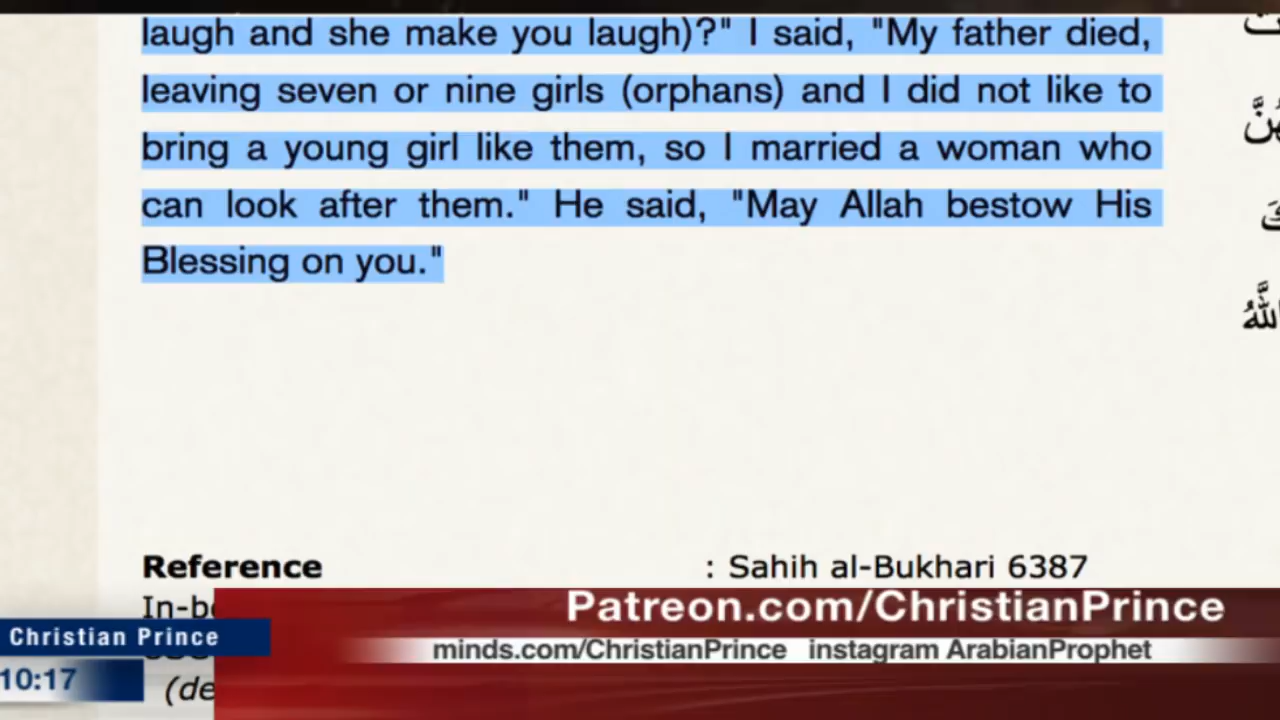 laugh and she make you laugh)?" I said, "My father died,
leaving seven or nine girls (orphans) and I did not like to
bring a young girl like them, so I married a woman who
can look after them." He said, "May Allah bestow His
Blessing on you."
اللَّهُ
Reference : Sahih al-Bukhari 6387
In-b
Patreon.com/ChristianPrince
Christian Prince
minds.com/ChristianPrince instagram ArabianProphet
10:17
(de